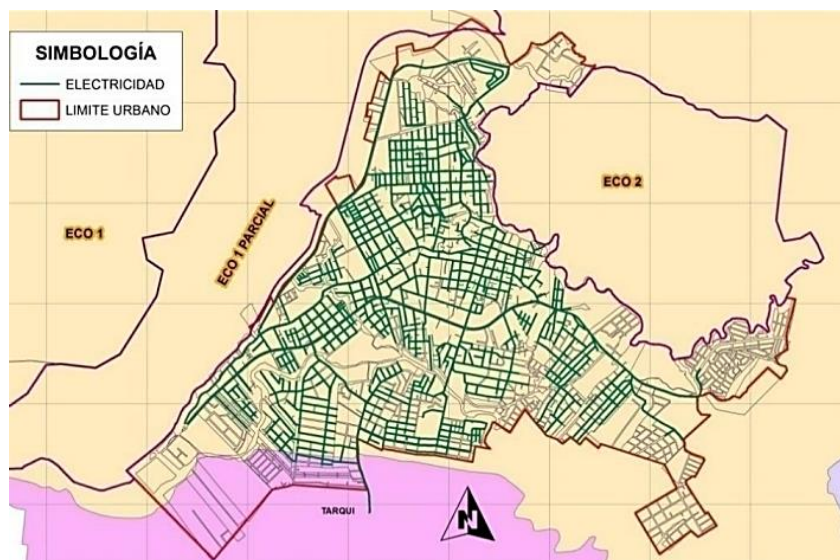 SIMBOLOGÍA
ELECTRICIDAD
LIMITE URBANO
ECO 1
ECO 1 PARCIAL
ECO 2
TARQUI
N